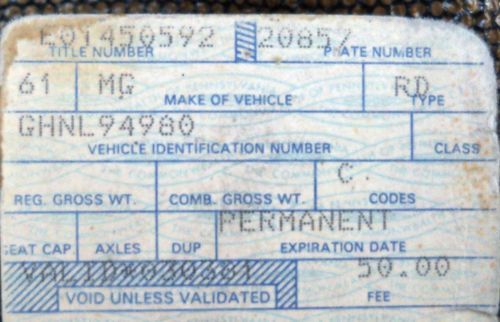 E01450592 20857
TITLE NUMBER PLATE NUMBER
61 MG RD
MAKE OF VEHICLE TYPE
GHNL94980
VEHICLE IDENTIFICATION NUMBER CLASS
C
REG. GROSS WT. COMB. GROSS WT. CODES
PERMANENT
SEAT CAP. AXLES DUP EXPIRATION DATE
VALID*030381 50.00
VOID UNLESS VALIDATED FEE